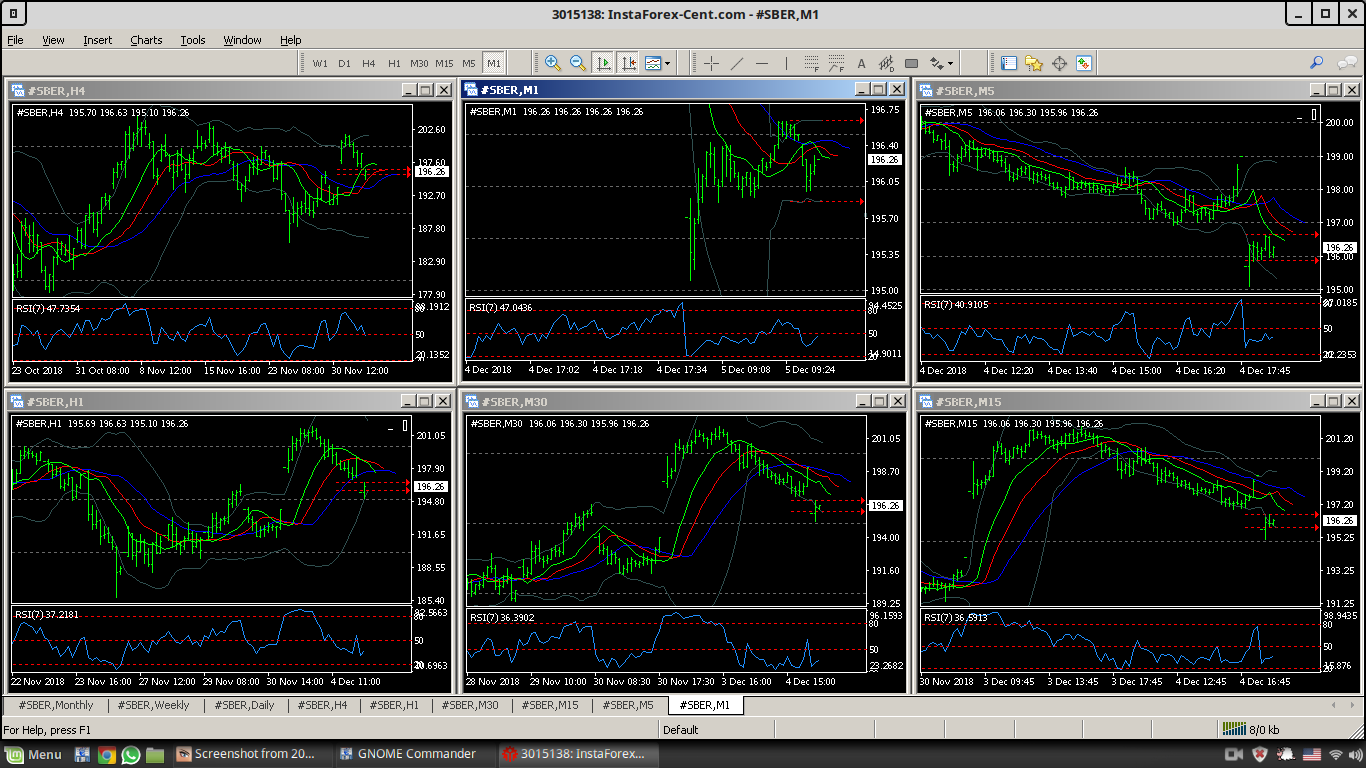 3015138: InstaForex-Cent.com - #SBER,M1
File View Insert Charts Tools Window Help
W1 D1 H4 H1 M30 M15 M5 M1
#SBER,H4
#SBER,H4 195.70 196.63 195.10 196.26
202.60
197.60
196.26
192.70
187.80
182.90
177.90
RSI(7) 47.7354
80
50
23 Oct 2018 31 Oct 08:00 8 Nov 12:00 15 Nov 16:00 23 Nov 08:00 30 Nov 12:00
#SBER,M1
#SBER,M1 196.26 196.26 196.26 196.26
196.75
196.40
196.26
196.05
195.70
195.35
195.00
RSI(7) 47.0436
94.4525
80
50
14.9011
4 Dec 2018 4 Dec 17:02 4 Dec 17:18 4 Dec 17:34 5 Dec 09:08 5 Dec 09:24
#SBER,M5
#SBER,M5 196.06 196.30 195.96 196.26
200.00
199.00
198.00
197.00
196.26
196.00
195.00
RSI(7) 40.9105
50
4 Dec 2018 4 Dec 12:20 4 Dec 13:40 4 Dec 15:00 4 Dec 16:20 4 Dec 17:45
#SBER,H1
#SBER,H1 195.69 196.63 195.10 196.26
201.05
197.90
196.26
194.80
191.65
188.55
185.40
RSI(7) 37.2181
80
50
22 Nov 2018 23 Nov 16:00 27 Nov 12:00 29 Nov 08:00 30 Nov 14:00 4 Dec 11:00
#SBER,M30
#SBER,M30 196.06 196.30 195.96 196.26
201.05
198.70
196.26
194.00
191.60
189.25
RSI(7) 36.3902
96.1593
80
50
28 Nov 2018 29 Nov 10:00 30 Nov 08:30 30 Nov 17:30 3 Dec 16:00 4 Dec 15:00
#SBER,M15
#SBER,M15 196.06 196.30 195.96 196.26
201.20
199.20
197.20
196.26
195.25
193.25
191.25
RSI(7) 36.5913
98.9435
80
50
30 Nov 2018 3 Dec 09:45 3 Dec 13:45 3 Dec 17:45 4 Dec 12:45 4 Dec 16:45
#SBER,Monthly #SBER,Weekly #SBER,Daily #SBER,H4 #SBER,H1 #SBER,M30 #SBER,M15 #SBER,M5 #SBER,M1
For Help, press F1 Default 8/0 kb
Menu Screenshot from 20... GNOME Commander 3015138: InstaForex...